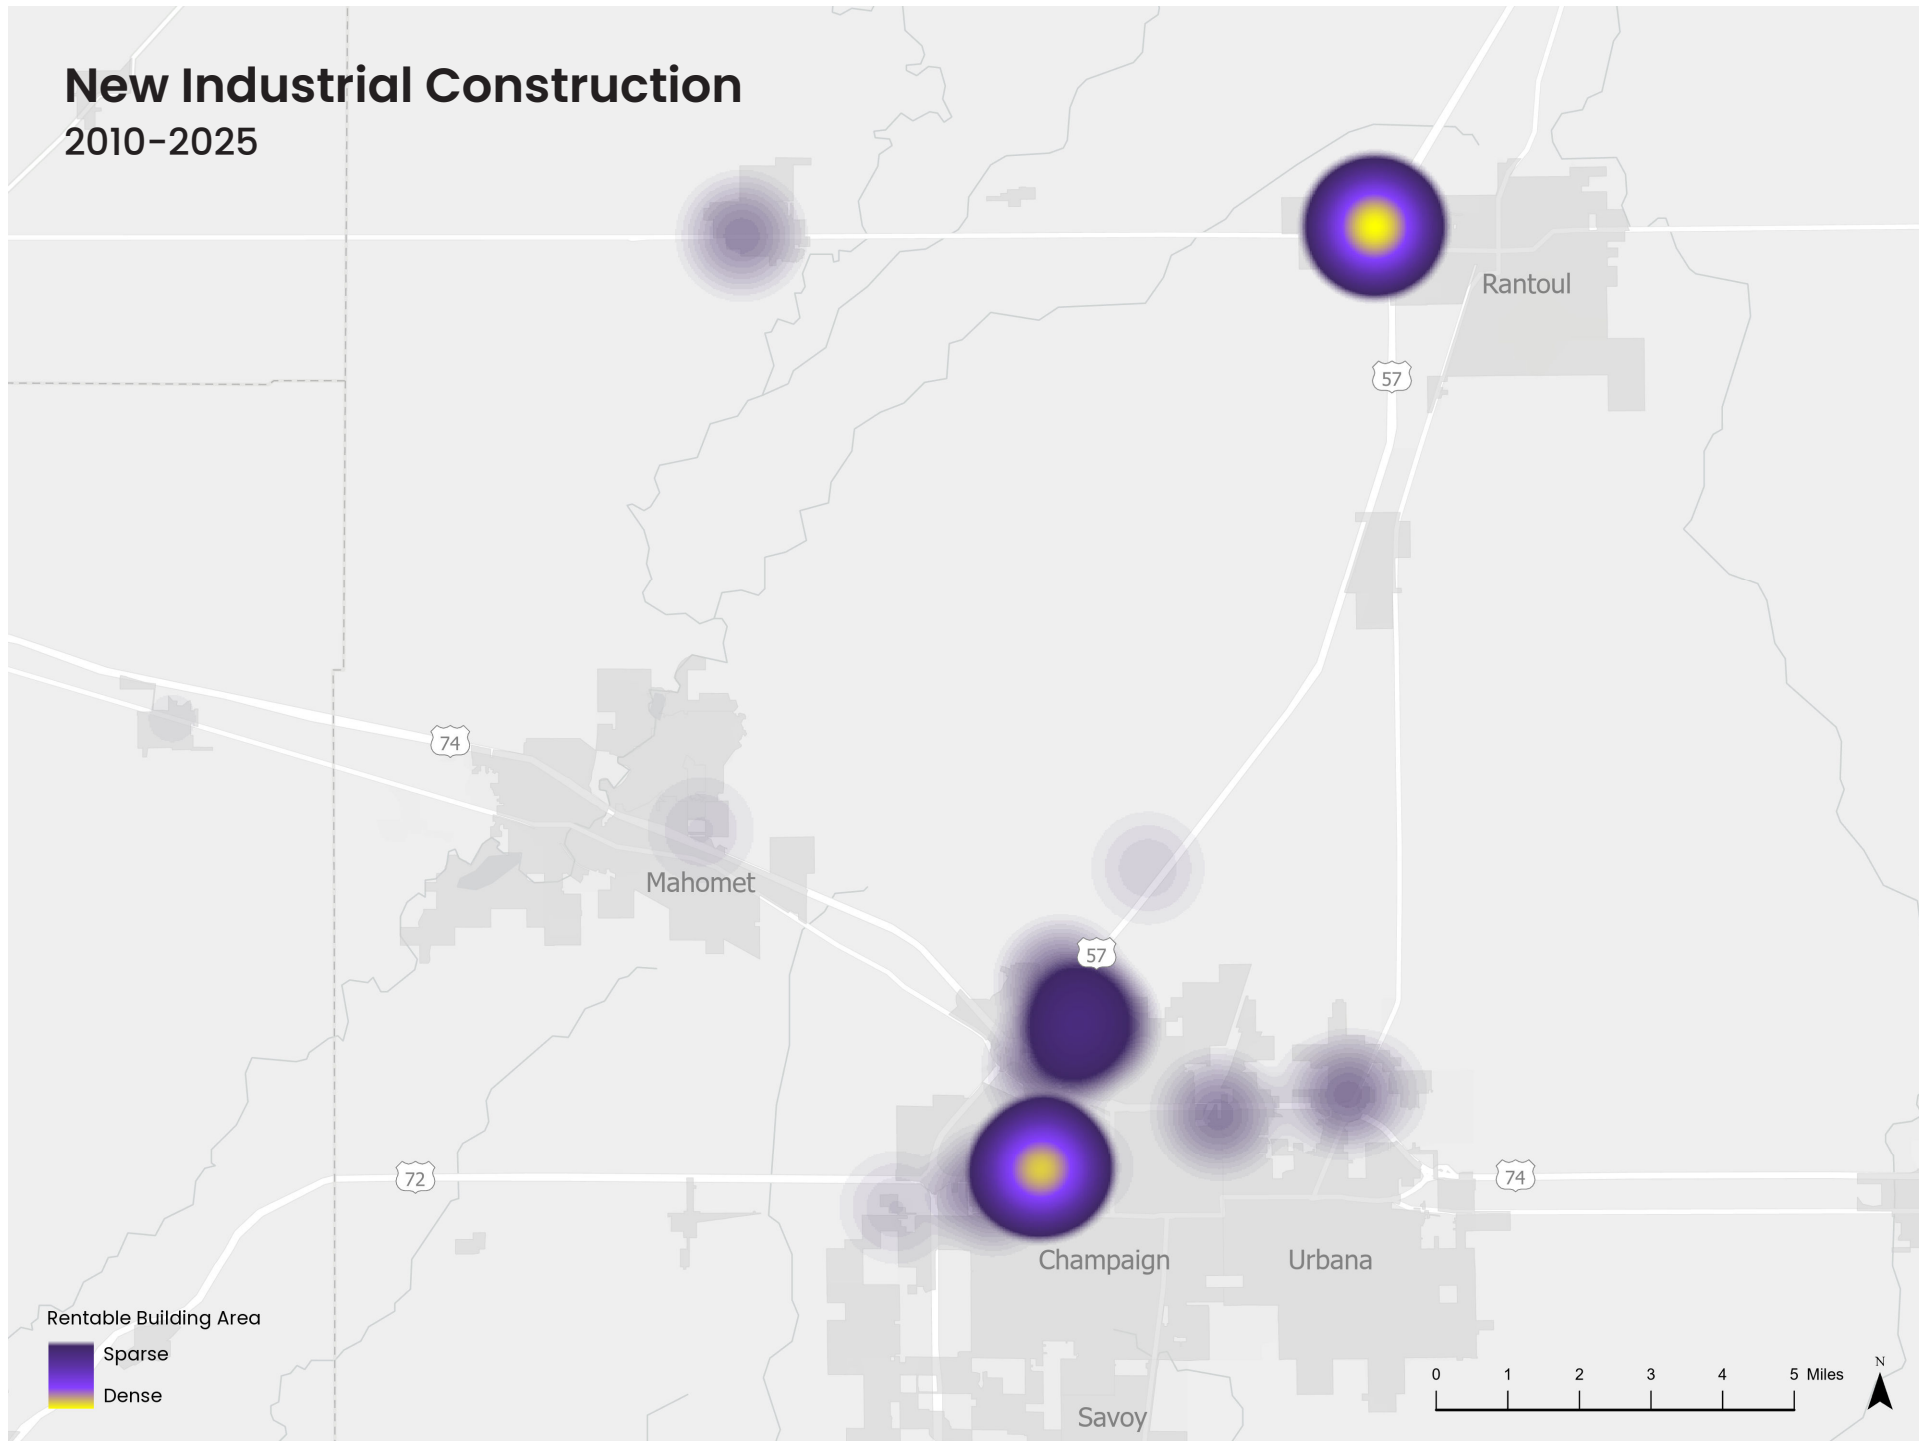 New Industrial Construction
2010-2025
Rantoul
57
74
Mahomet
57
72
74
Champaign
Urbana
Savoy
Rentable Building Area
Sparse
Dense
0 1 2 3 4 5 Miles
N